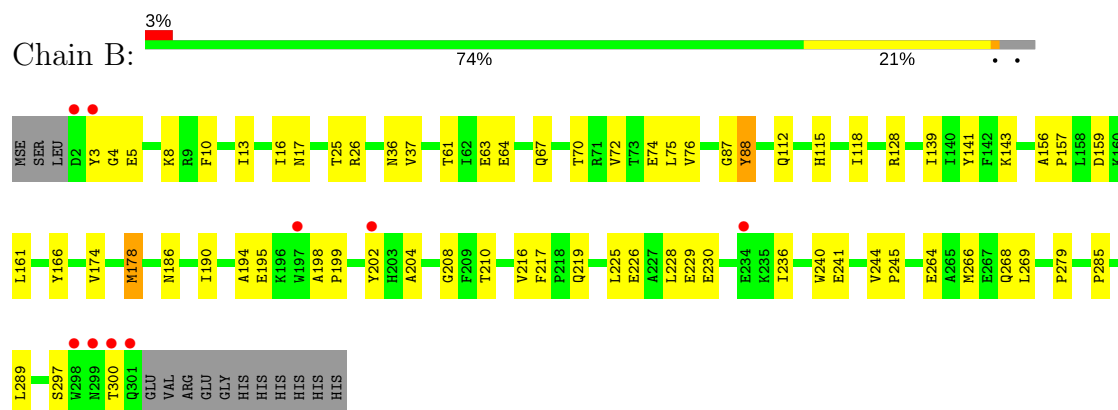 3%
Chain B:
74% 21% • •
MSE SER LEU D2 Y3 G4 E5 K8 R9 F10 I13 I16 N17 T25 R26 N36 V37 T61 I62 E63 E64 Q67 T70 R71 V72 T73 E74 L75 V76 G87 Y88 Q112 H115 I118 R128 I139 I140 Y141 F142 K143 A156 P157 L158 D159 K160
L161 Y166 V174 M178 N186 I190 A194 E195 K196 W197 A198 P199 Y202 H203 A204 G208 F209 T210 V216 F217 P218 Q219 L225 E226 A227 L228 E229 E230 E234 K235 I236 W240 E241 V244 P245 E264 A265 M266 E267 Q268 L269 P279 P285
L289 S297 W298 N299 T300 Q301 GLU VAL ARG GLU GLY HIS HIS HIS HIS HIS HIS